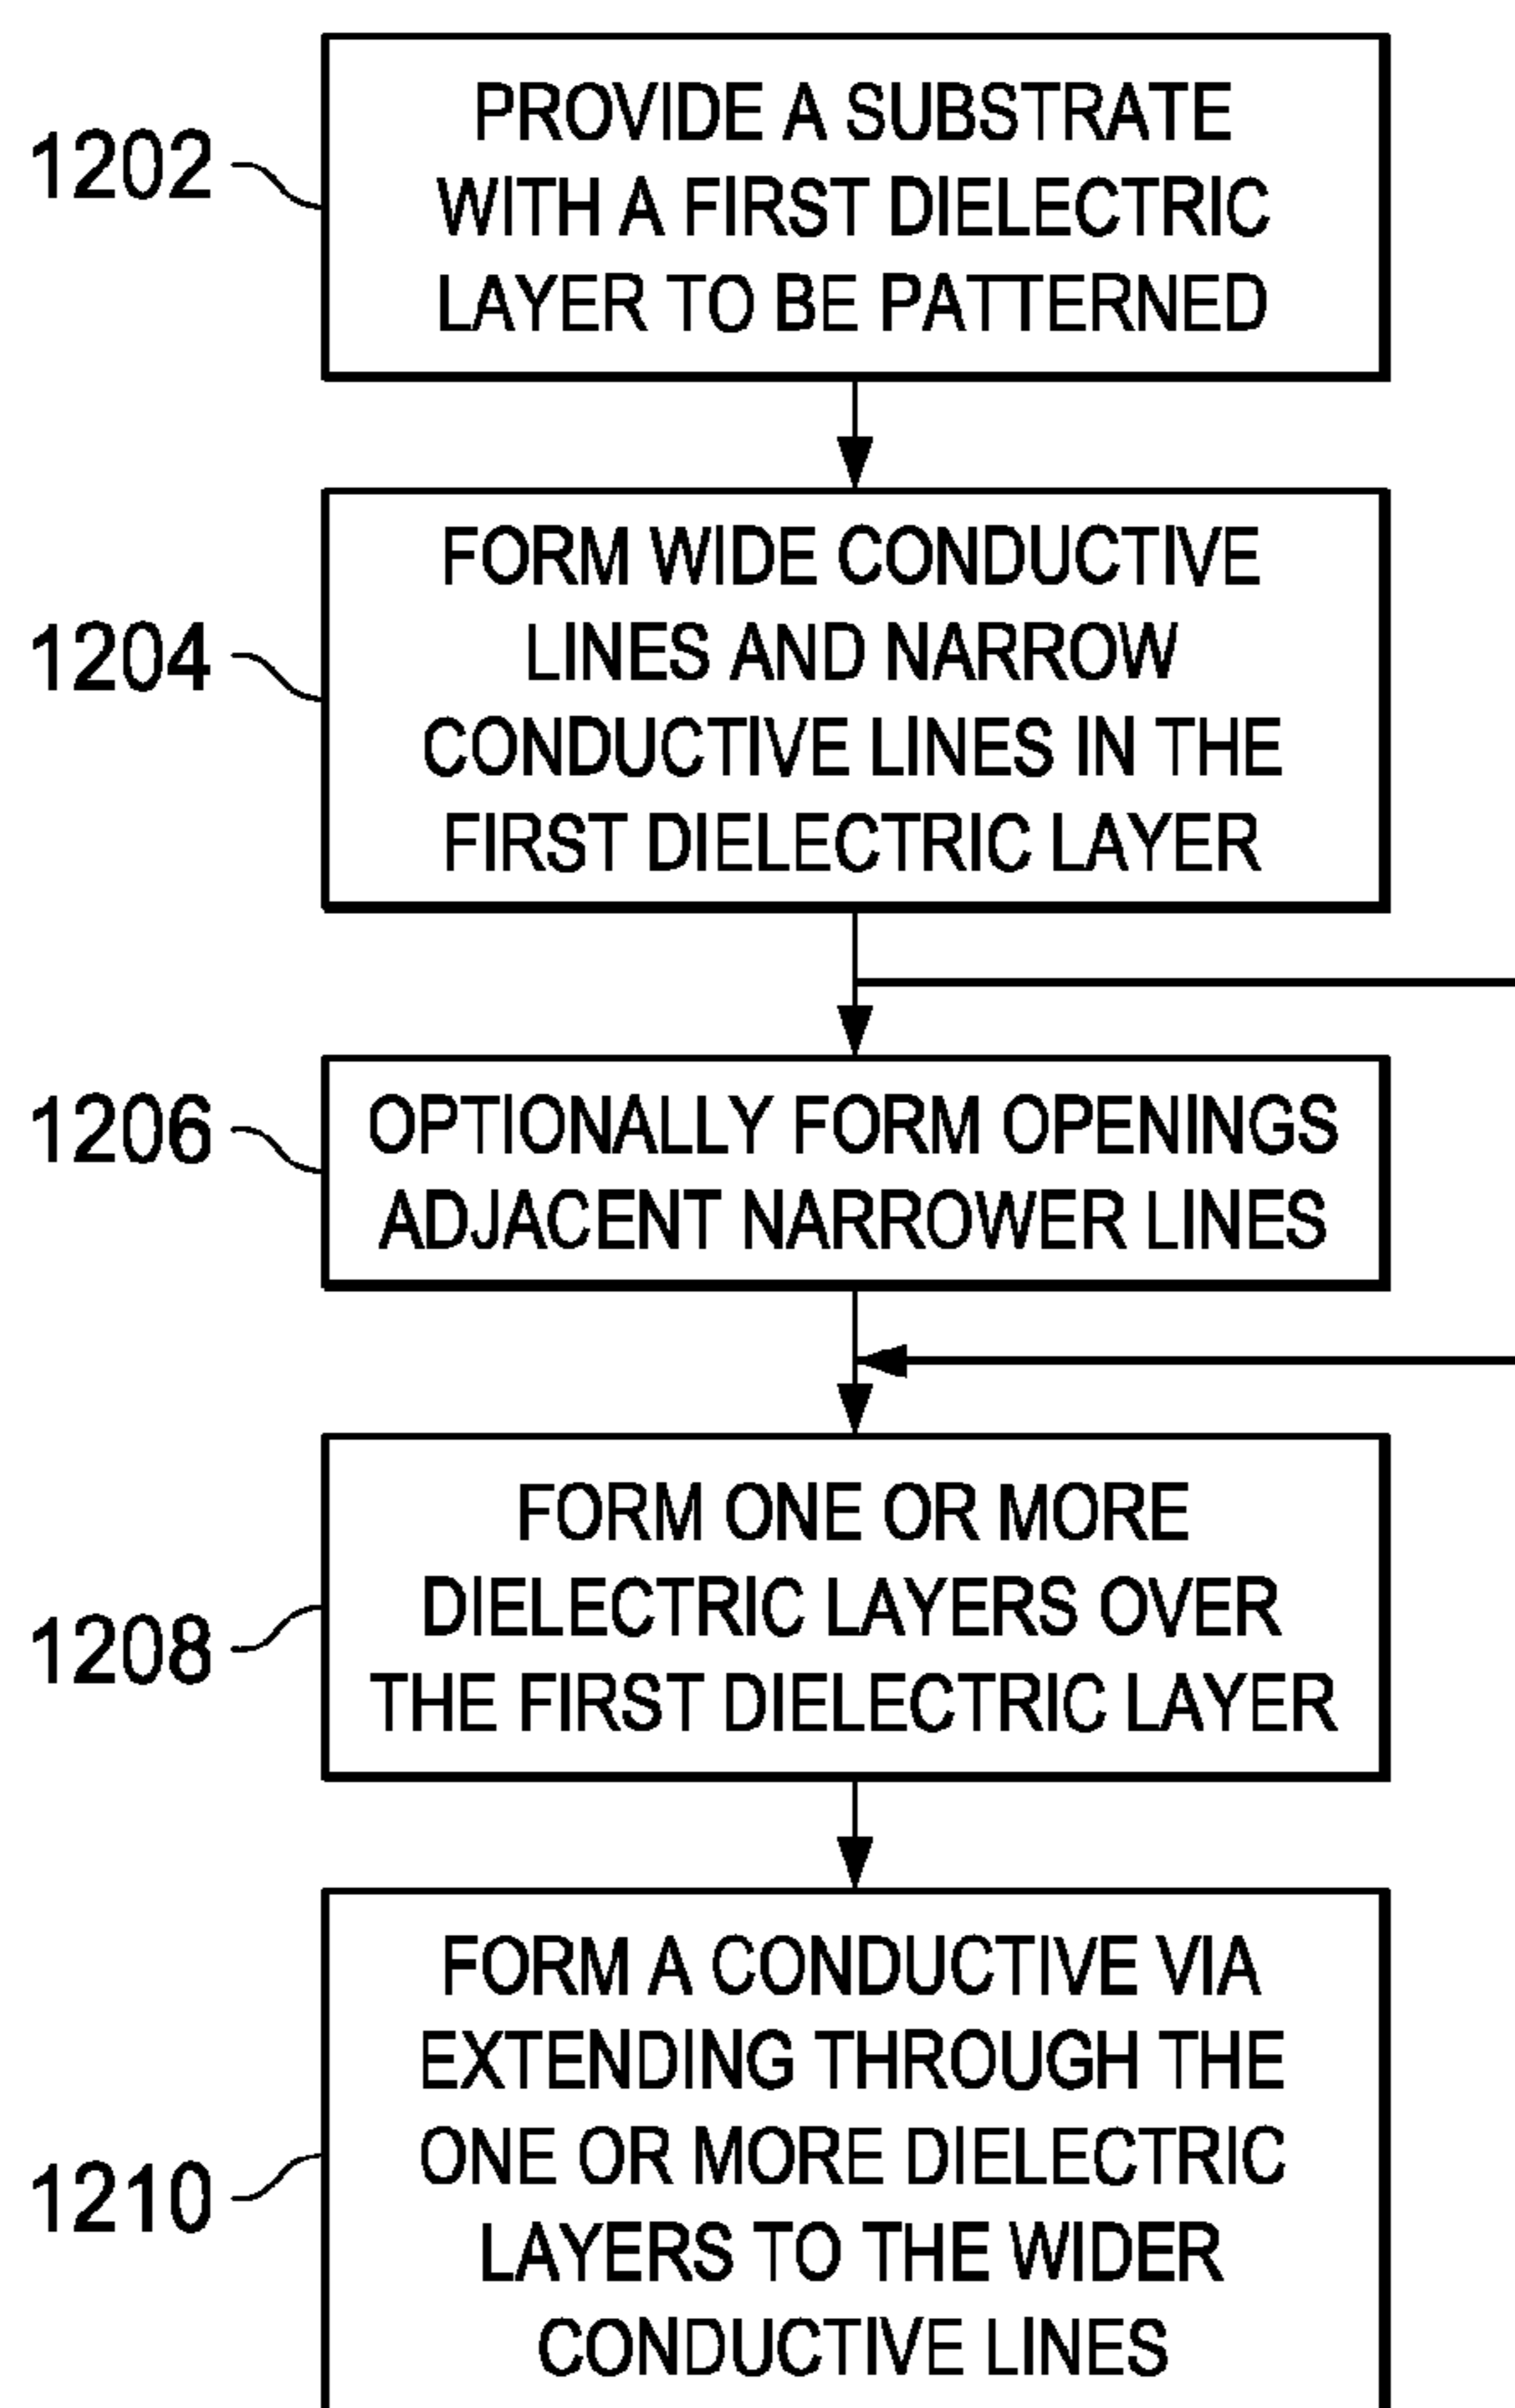 1202
PROVIDE A SUBSTRATE
WITH A FIRST DIELECTRIC
LAYER TO BE PATTERNED
1204
FORM WIDE CONDUCTIVE
LINES AND NARROW
CONDUCTIVE LINES IN THE
FIRST DIELECTRIC LAYER
1206
OPTIONALLY FORM OPENINGS
ADJACENT NARROWER LINES
1208
FORM ONE OR MORE
DIELECTRIC LAYERS OVER
THE FIRST DIELECTRIC LAYER
1210
FORM A CONDUCTIVE VIA
EXTENDING THROUGH THE
ONE OR MORE DIELECTRIC
LAYERS TO THE WIDER
CONDUCTIVE LINES